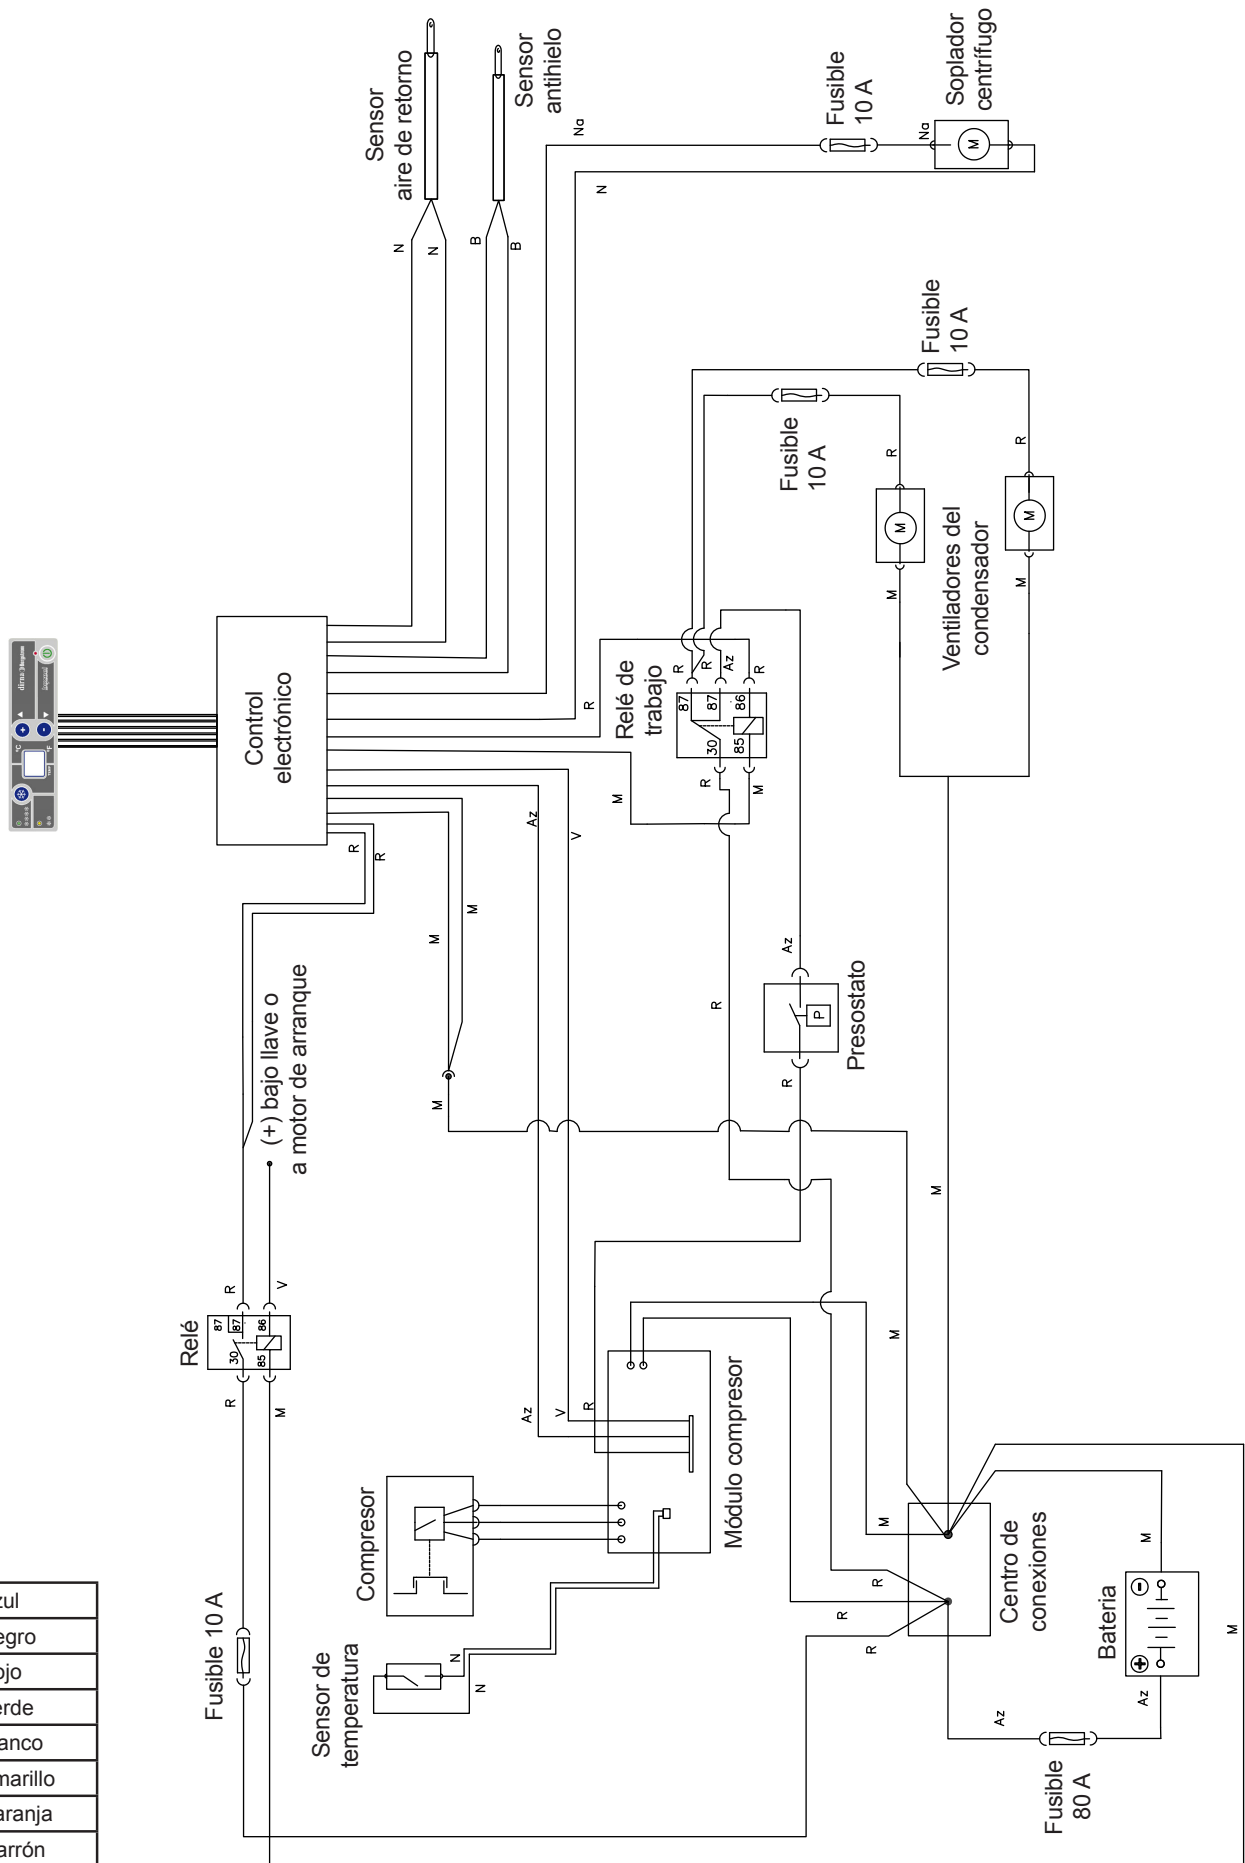 Sensor
aire de retorno
Sensor
antihielo
Fusible
10 A
Soplador
centrífugo
Na
Na
N
N
N
B
B
M
Fusible
10 A
Fusible
10 A
R
R
M
M
Ventiladores del
condensador
M
M
°C
°F
Control
electrónico
Relé de
trabajo
87
87
86
30
85
R
R
Az
R
R
M
R
M
Az
V
R
R
M
M
M
(+) bajo llave o
a motor de arranque
Az
P
Presostato
R
R
M
Relé
87
87
86
30
85
R
V
R
M
Az
V
R
M
Módulo compresor
Compresor
Fusible 10 A
Sensor de
temperatura
N
N
M
R
R
R
Centro de
conexiones
Bateria
M
Az
Az
Fusible
80 A
M
zul
egro
ojo
erde
anco
marillo
aranja
arrón